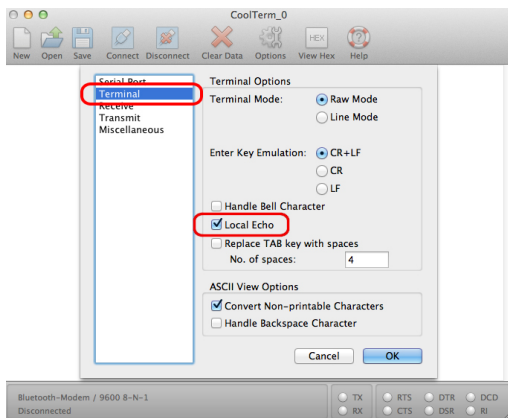 CoolTerm_0
New Open Save Connect Disconnect Clear Data Options View Hex Help
HEX
Serial Port
Terminal
Receive
Transmit
Miscellaneous
Terminal Options
Terminal Mode: Raw Mode
Line Mode
Enter Key Emulation: CR+LF
CR
LF
Handle Bell Character
Local Echo
Replace TAB key with spaces
No. of spaces: 4
ASCII View Options
Convert Non-printable Characters
Handle Backspace Character
Cancel OK
Bluetooth-Modem / 9600 8-N-1
Disconnected
TX RTS DTR DCD
RX CTS DSR RI